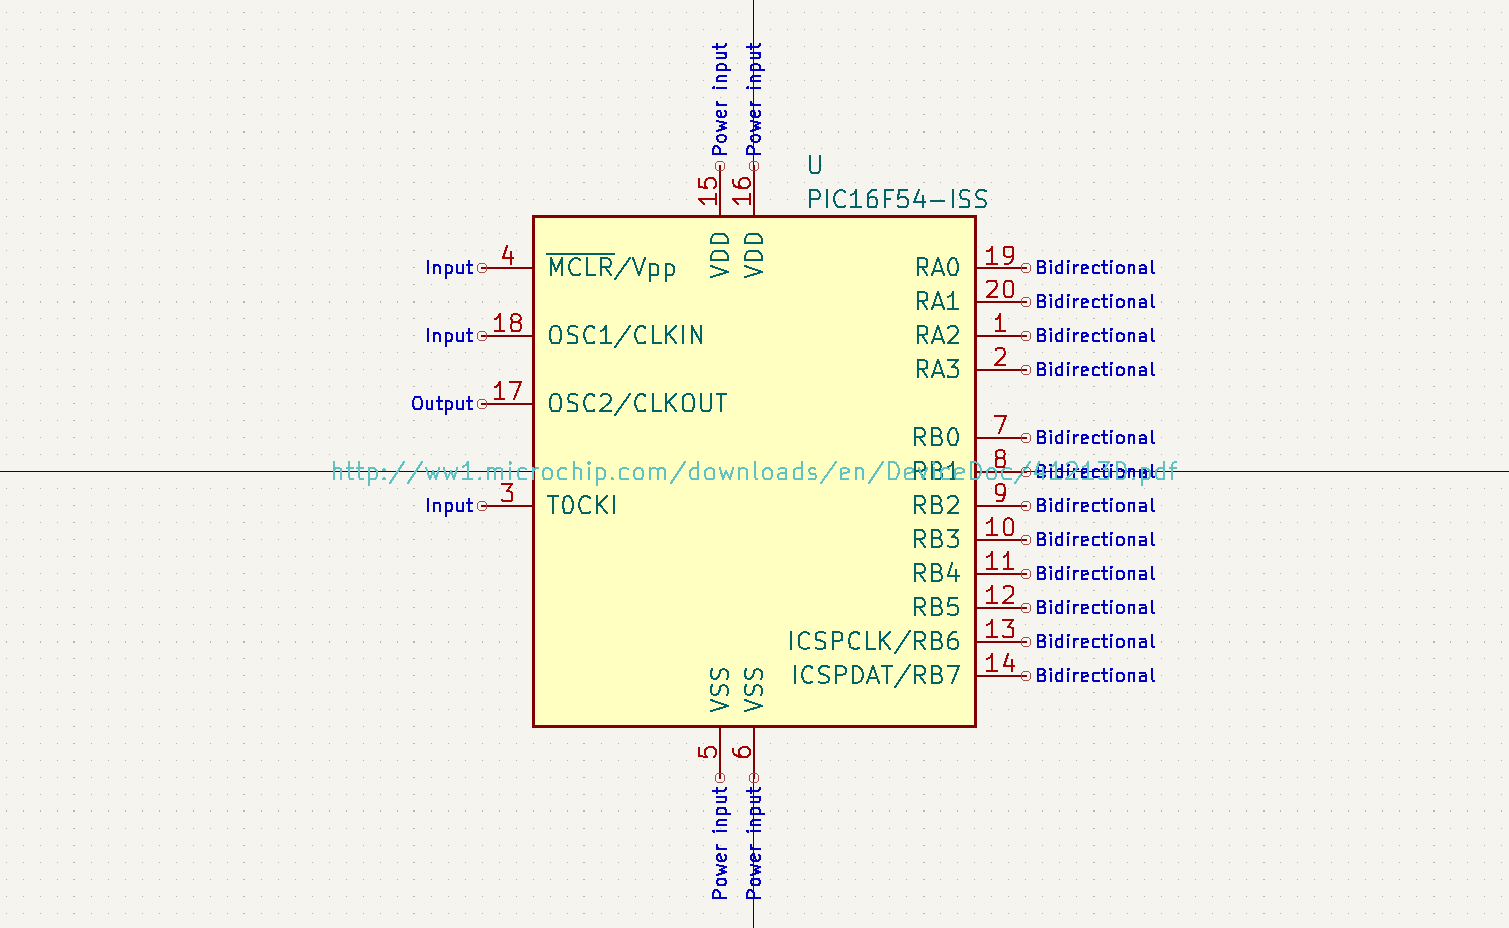 Power input
Power input
15
16
U
PIC16F54-ISS
VDD
VDD
Input 4 MCLR/Vpp
RA0 19 Bidirectional
RA1 20 Bidirectional
Input 18 OSC1/CLKIN
RA2 1 Bidirectional
RA3 2 Bidirectional
Output 17 OSC2/CLKOUT
RB0 7 Bidirectional
RB1 8 Bidirectional
http://ww1.microchip.com/downloads/en/DeviceDoc/41213D.pdf
Input 3 T0CKI
RB2 9 Bidirectional
RB3 10 Bidirectional
RB4 11 Bidirectional
RB5 12 Bidirectional
ICSPCLK/RB6 13 Bidirectional
ICSPDAT/RB7 14 Bidirectional
VSS
VSS
5
6
Power input
Power input